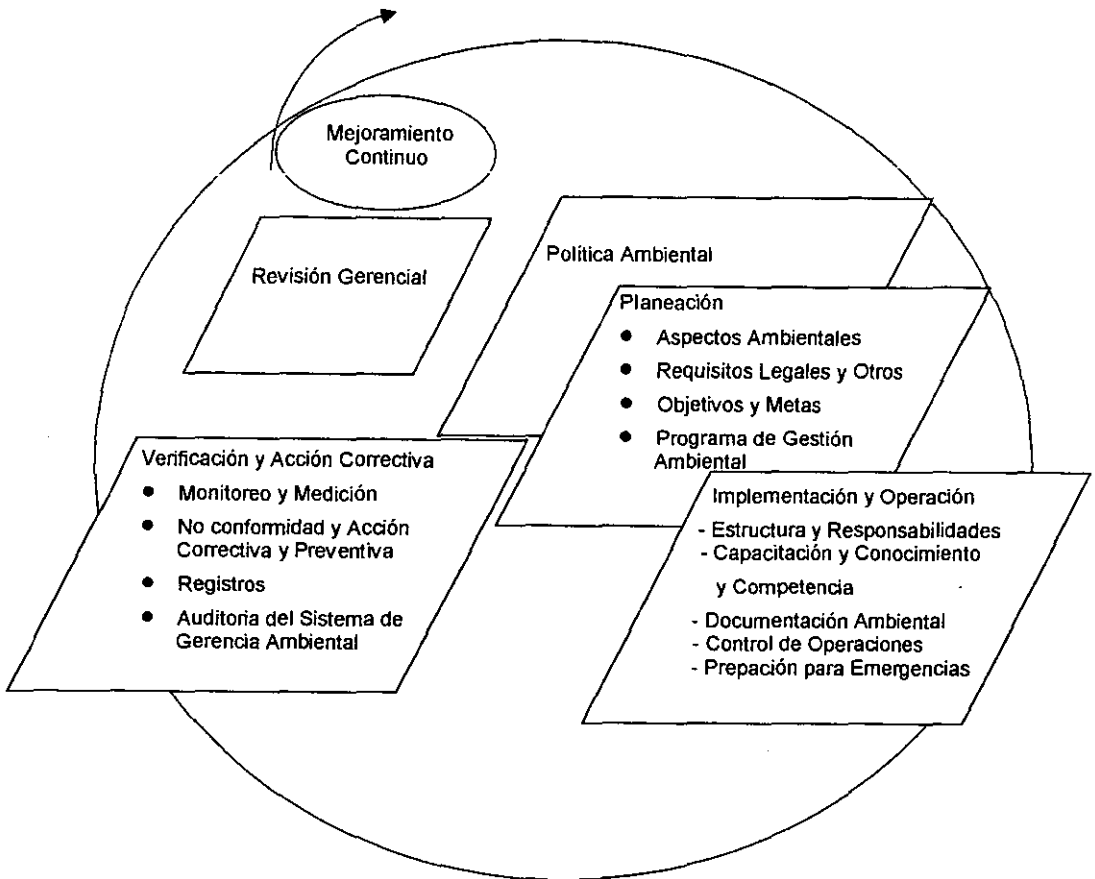 Mejoramiento
Continuo
Revisión Gerencial
Política Ambiental
Planeación
● Aspectos Ambientales
● Requisitos Legales y Otros
● Objetivos y Metas
● Programa de Gestión
Ambiental
Verificación y Acción Correctiva
● Monitoreo y Medición
● No conformidad y Acción
Correctiva y Preventiva
● Registros
● Auditoria del Sistema de
Gerencia Ambiental
Implementación y Operación
- Estructura y Responsabilidades
- Capacitación y Conocimiento
y Competencia
- Documentación Ambiental
- Control de Operaciones
- Prepación para Emergencias